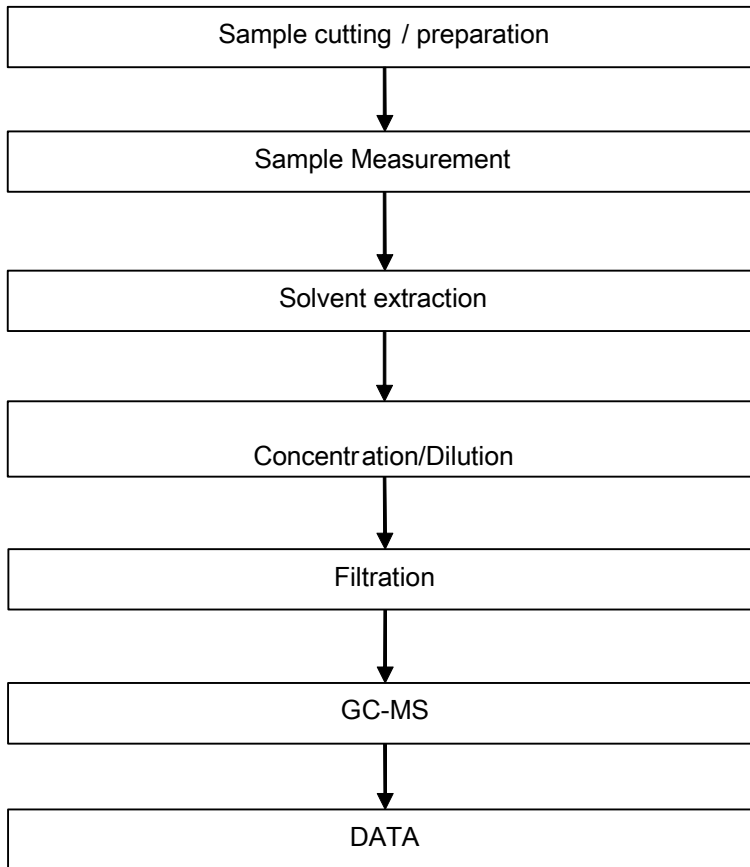 Sample cutting / preparation
Sample Measurement
Solvent extraction
Concentration/Dilution
Filtration
GC-MS
DATA